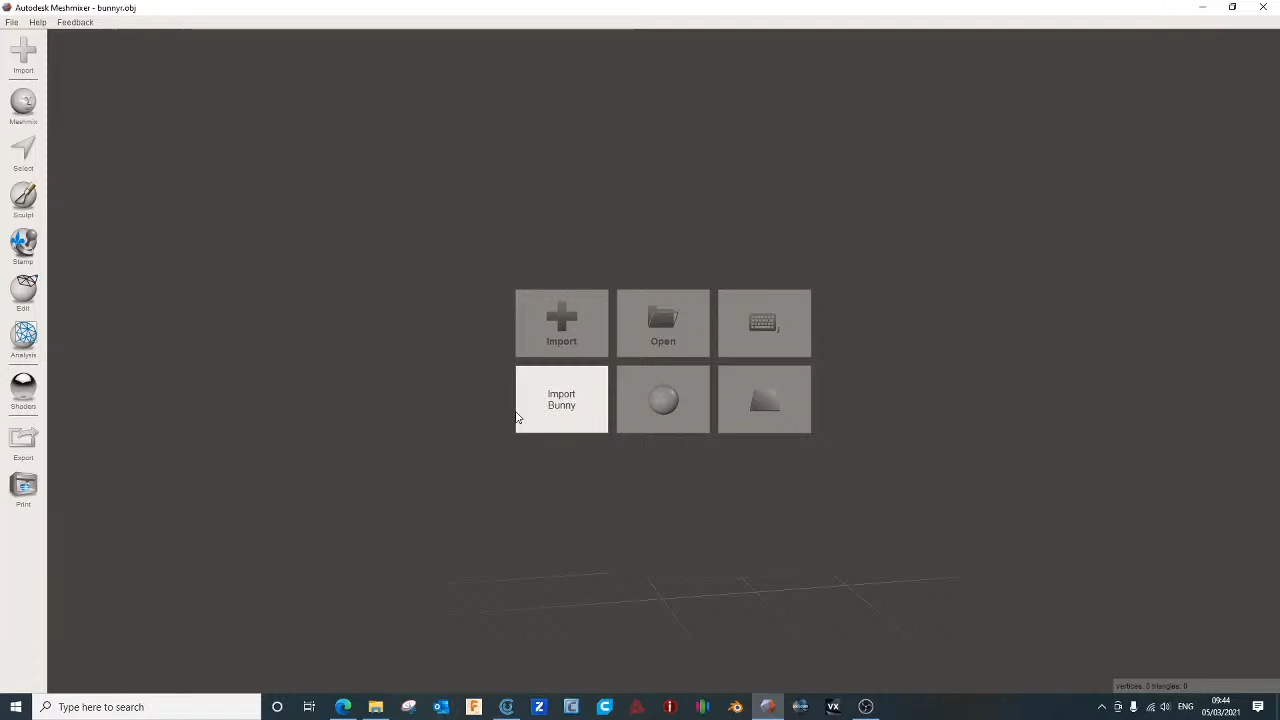 Autodesk Meshmixer - bunnyr.obj
File Help Feedback
Import
Meshmix
Select
Sculpt
Stamp
Edit
Analysis
Shaders
Export
Print
Import
Open
Import
Bunny
vertices: 0 triangles: 0
Type here to search
ENG
09:44
05/03/2021